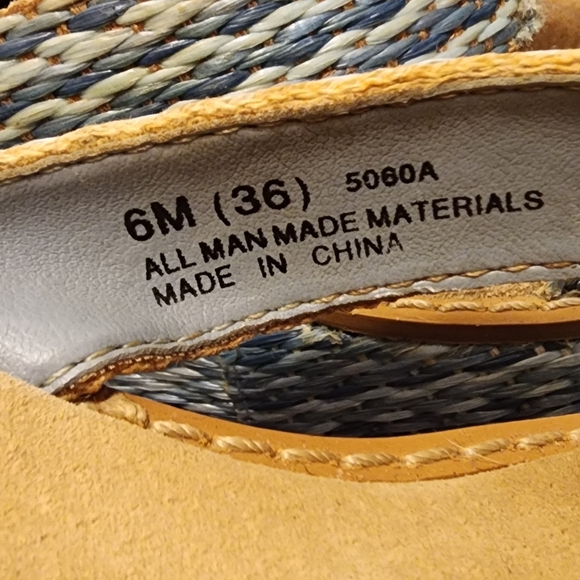 6M (36) 5060A
ALL MAN MADE MATERIALS
MADE IN CHINA